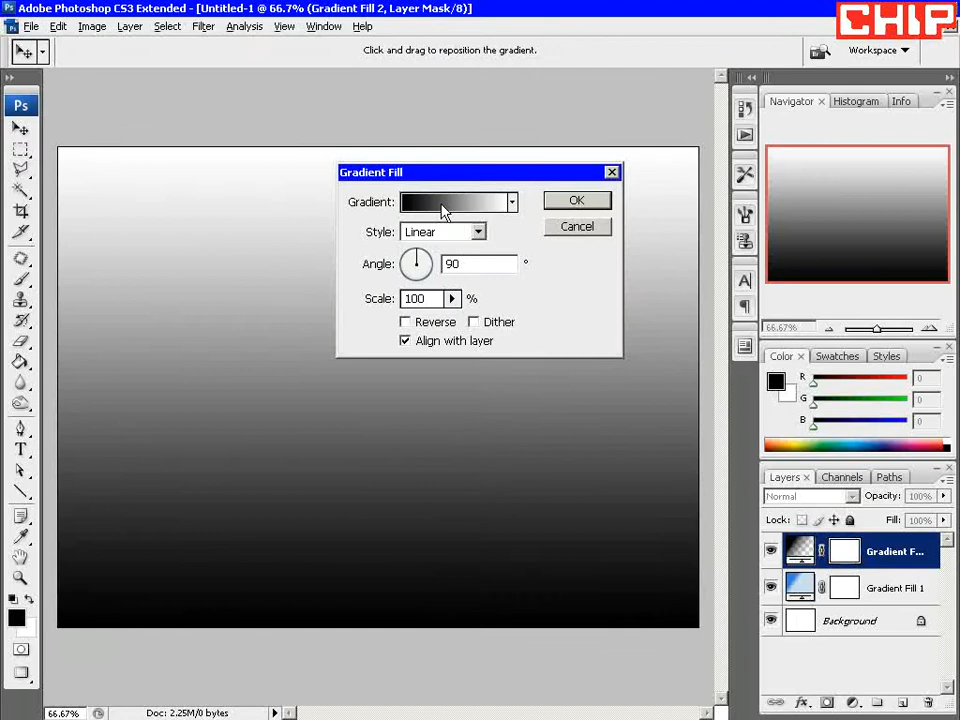 Adobe Photoshop CS3 Extended - [Untitled-1 @ 66.7% (Gradient Fill 2, Layer Mask/8)]
CHIP
File Edit Image Layer Select Filter Analysis View Window Help
Click and drag to reposition the gradient.
Workspace
Ps
Navigator Histogram Info
66.67%
Gradient Fill
Gradient:
OK
Style: Linear
Cancel
Angle: 90 °
Scale: 100 %
Reverse Dither
Align with layer
Color Swatches Styles
R 0
G 0
B 0
Layers Channels Paths
Normal Opacity: 100%
Lock: Fill: 100%
Gradient F...
Gradient Fill 1
Background
66.67% Doc: 2.25M/0 bytes